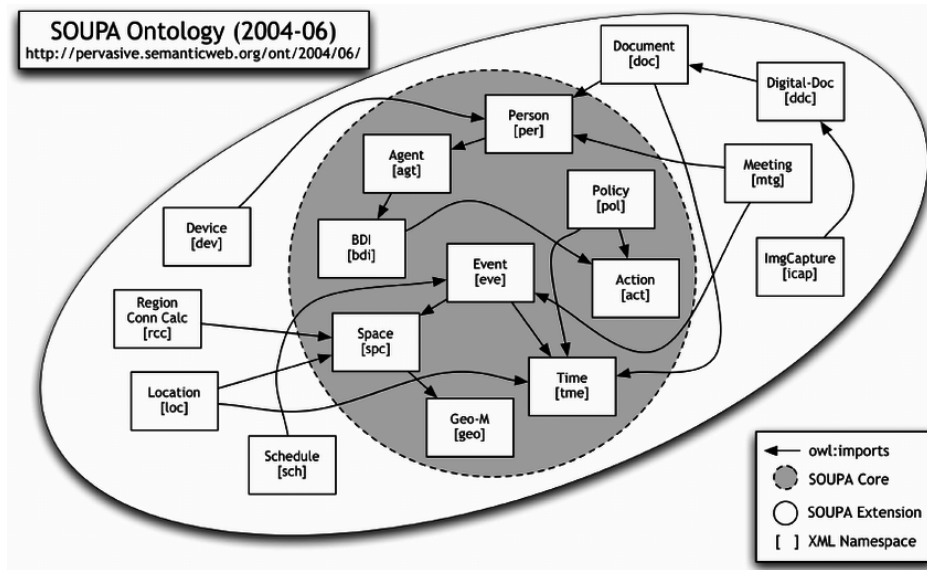 SOUPA Ontology (2004-06)
http://pervasive.semanticweb.org/ont/2004/06/
Document
[doc]
Digital-Doc
[ddc]
Person
[per]
Agent
[agt]
Meeting
[mtg]
Policy
[pol]
Device
[dev]
BDI
[bdi]
ImgCapture
[icap]
Event
[eve]
Action
[act]
Region
Conn Calc
[rcc]
Space
[spc]
Location
[loc]
Time
[tme]
Geo-M
[geo]
Schedule
[sch]
owl:imports
SOUPA Core
SOUPA Extension
[ ] XML Namespace